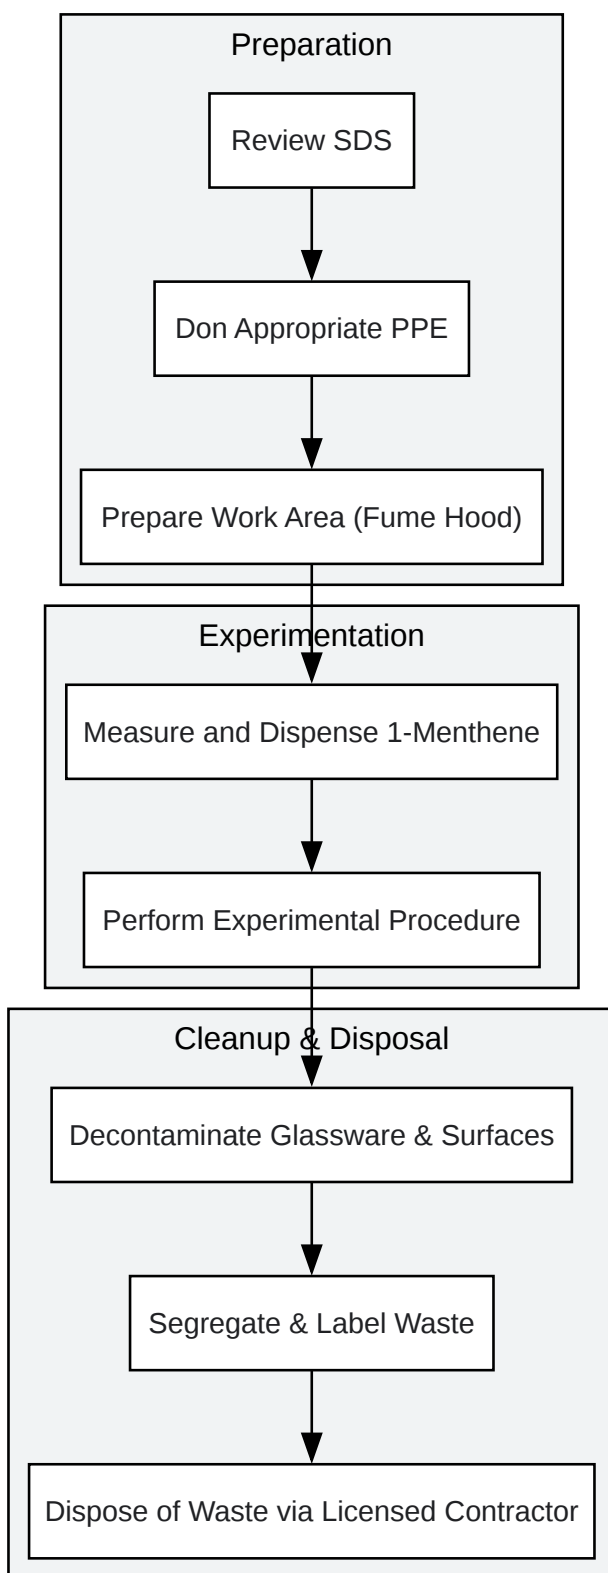 Preparation
Review SDS
Don Appropriate PPE
Prepare Work Area (Fume Hood)
Experimentation
Measure and Dispense 1-Menthene
Perform Experimental Procedure
Cleanup & Disposal
Decontaminate Glassware & Surfaces
Segregate & Label Waste
Dispose of Waste via Licensed Contractor